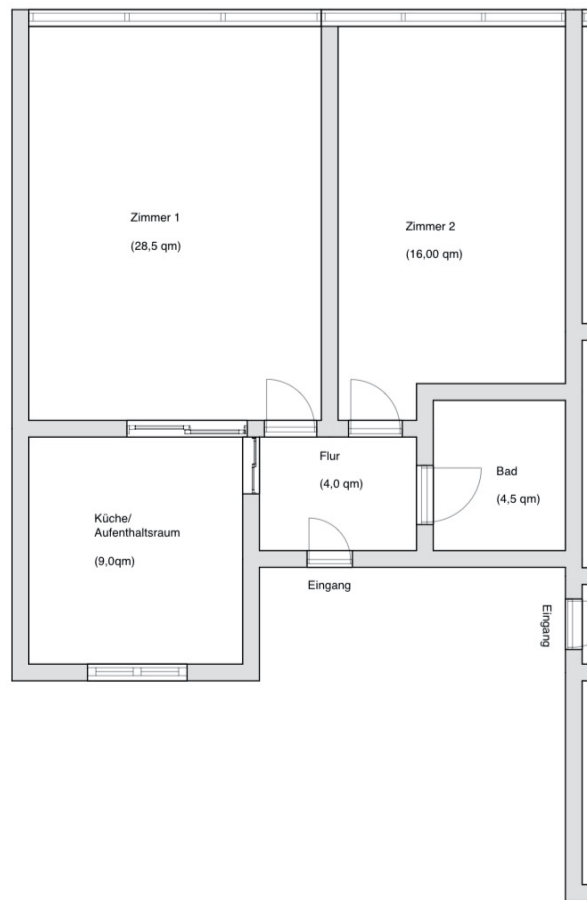 Zimmer 1
(28,5 qm)
Zimmer 2
(16,00 qm)
Flur
(4,0 qm)
Bad
(4,5 qm)
Küche/
Aufenthaltsraum
(9,0qm)
Eingang
Eingang